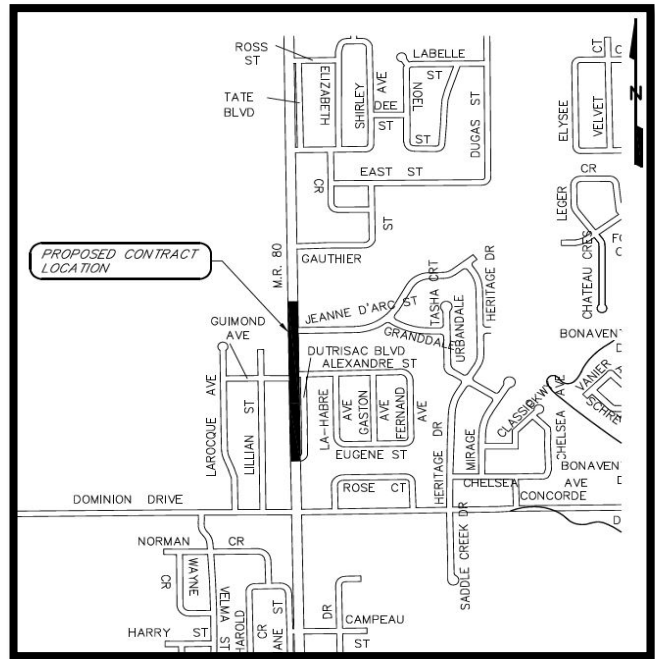 ROSS
ST
LABELLE
ST
TATE
BLVD
ELIZABETH
SHIRLEY
AVE
DEE
ST
NOEL
ST
DUGAS ST
ELYSEE
VELVET
CT
N
EAST ST
CR
ST
CR
LEGER
CHATEAU CRES
PROPOSED CONTRACT
LOCATION
M.R. 80
GAUTHIER
JEANNE D'ARC ST
TASHA CRT
HERITAGE DR
GRANDDALE
URBANDALE
GUIMOND
AVE
DUTRISAC BLVD
ALEXANDRE ST
BONAVEN
LAROCQUE AVE
LILLIAN ST
LA-HABRE
AVE
GASTON
AVE
FERNAND
AVE
EUGENE ST
HERITAGE DR
MIRAGE
CLASSIC
CHELSEA AVE
VANIER
SCHRE
BONAVEN
ROSE CT
CHELSEA AVE
CONCORDE
DOMINION DRIVE
SADDLE CREEK DR
NORMAN CR
WAYNE
CR
VELMA ST
HAROLD
CR
ANE ST
DR
CAMPEAU
ST
HARRY ST